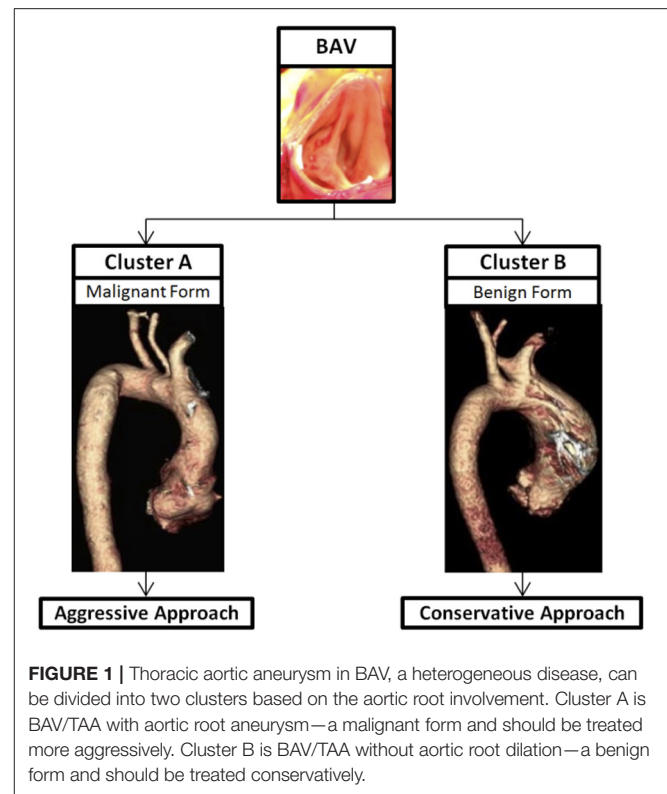 BAV
Cluster A
Malignant Form
Cluster B
Benign Form
Aggressive Approach
Conservative Approach
FIGURE 1 | Thoracic aortic aneurysm in BAV, a heterogeneous disease, can
be divided into two clusters based on the aortic root involvement. Cluster A is
BAV/TAA with aortic root aneurysm—a malignant form and should be treated
more aggressively. Cluster B is BAV/TAA without aortic root dilation—a benign
form and should be treated conservatively.